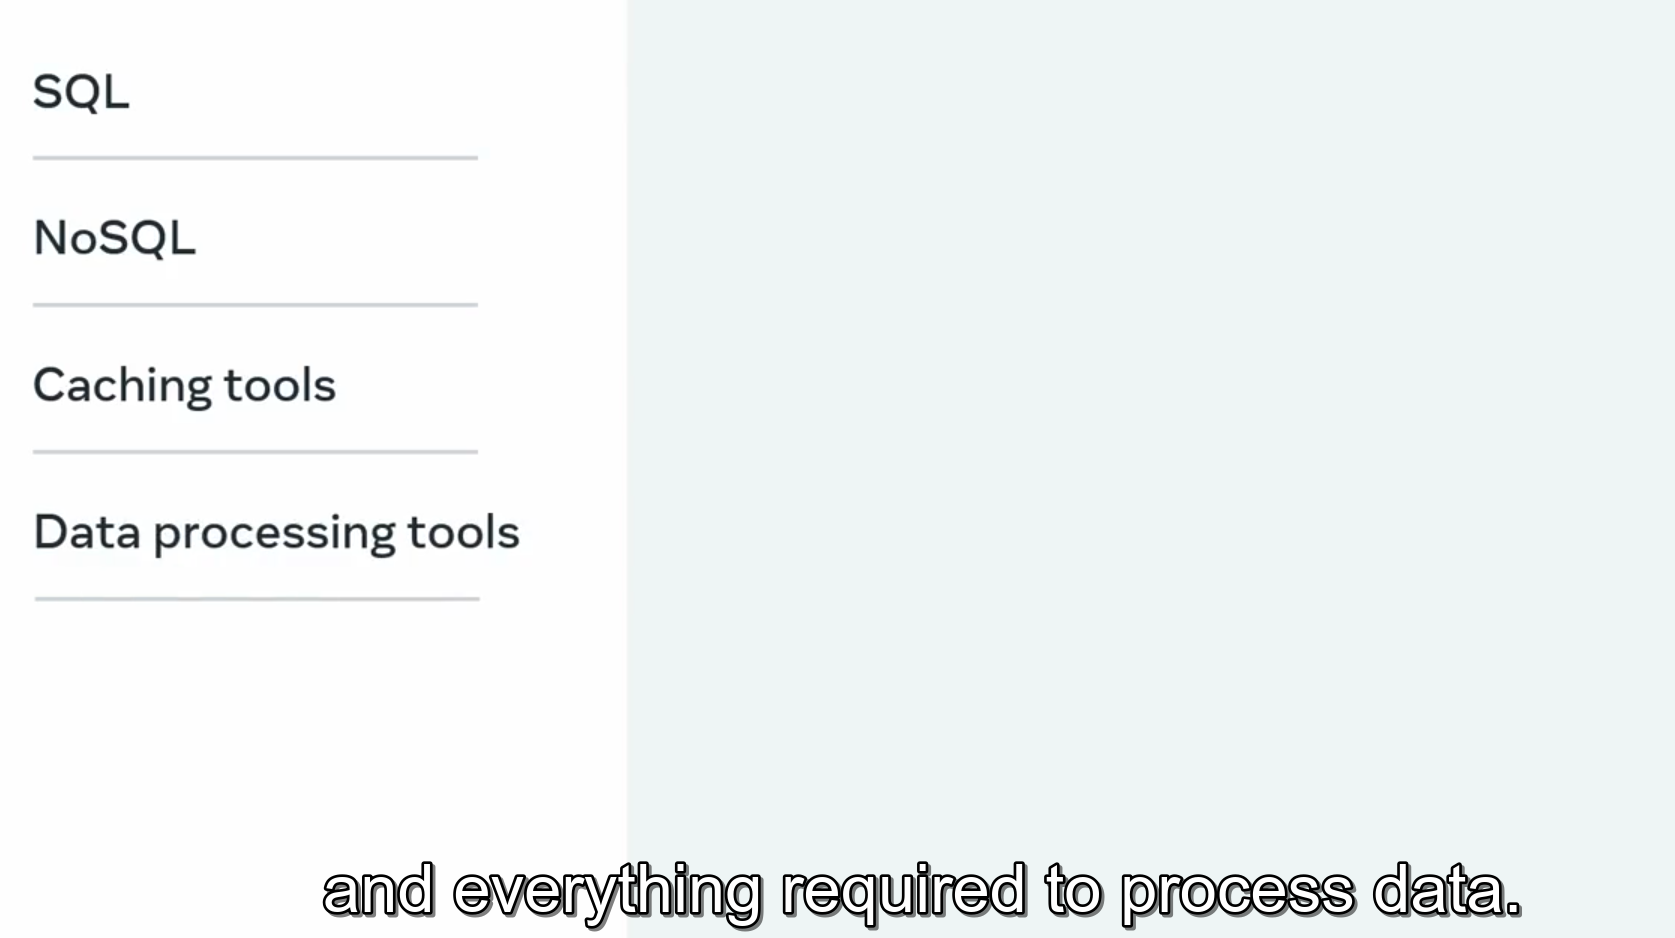 SQL
NoSQL
Caching tools
Data processing tools
and everything required to process data.